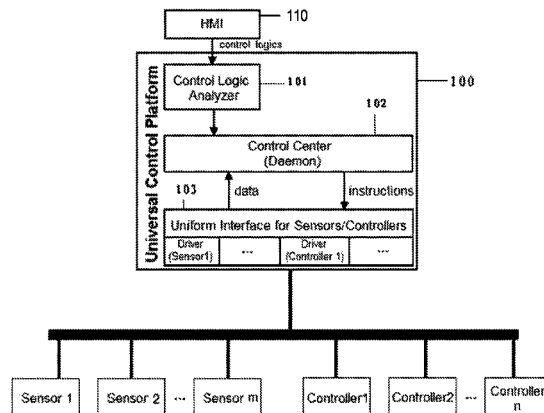 HMI
110
control logics
Universal Control Platform
Control Logic
Analyzer
101
100
102
Control Center
(Daemon)
103
data
instructions
Uniform Interface for Sensors/Controllers
Driver
(Sensor1)
...
Driver
(Controller 1)
...
Sensor 1
Sensor 2
...
Sensor m
Controller1
Controller2
...
Controller
n